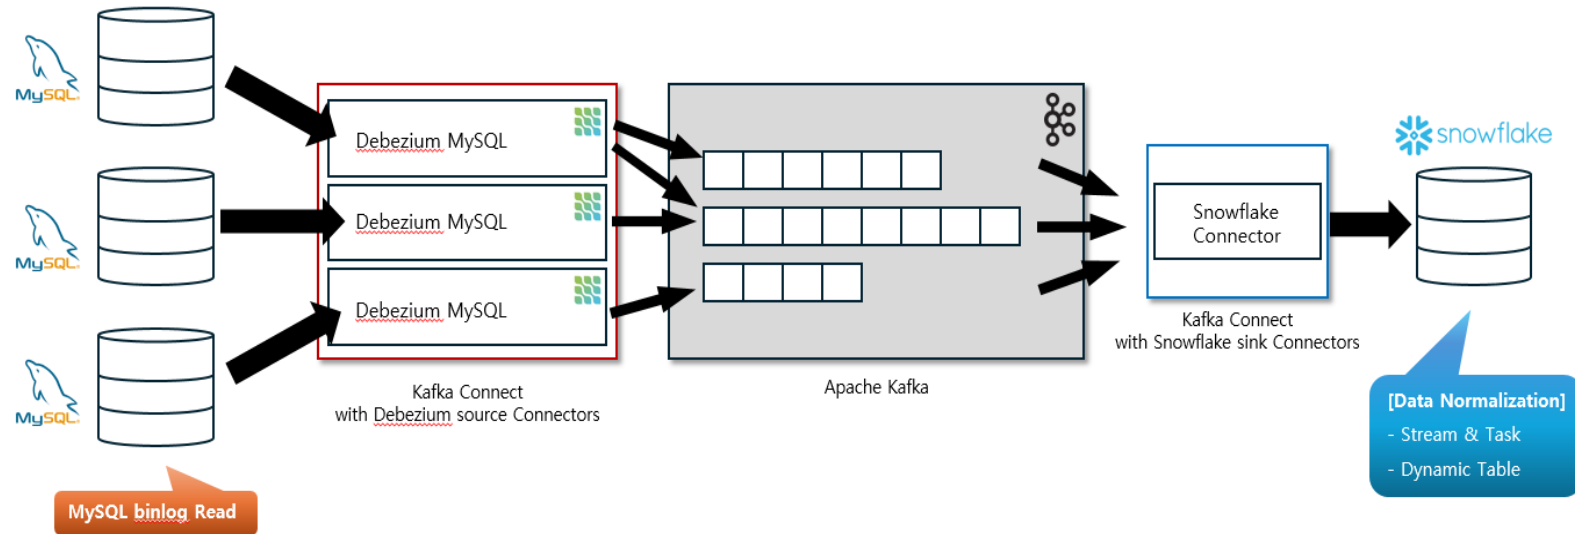 MySQL
MySQL
MySQL
MySQL binlog Read
Debezium MySQL
Debezium MySQL
Debezium MySQL
Kafka Connect
with Debezium source Connectors
Apache Kafka
Snowflake
Connector
Kafka Connect
with Snowflake sink Connectors
snowflake
[Data Normalization]
- Stream & Task
- Dynamic Table